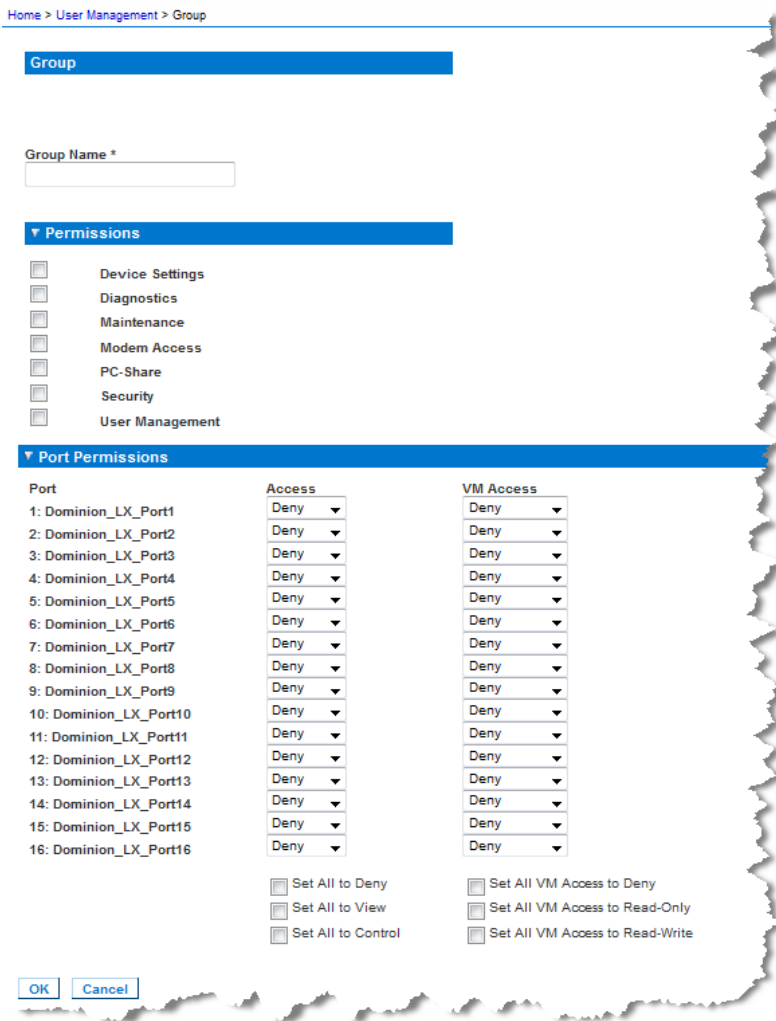 Home > User Management > Group
Group
Group Name *
Permissions
Device Settings
Diagnostics
Maintenance
Modem Access
PC-Share
Security
User Management
Port Permissions
Port Access VM Access
1: Dominion_LX_Port1 Deny Deny
2: Dominion_LX_Port2 Deny Deny
3: Dominion_LX_Port3 Deny Deny
4: Dominion_LX_Port4 Deny Deny
5: Dominion_LX_Port5 Deny Deny
6: Dominion_LX_Port6 Deny Deny
7: Dominion_LX_Port7 Deny Deny
8: Dominion_LX_Port8 Deny Deny
9: Dominion_LX_Port9 Deny Deny
10: Dominion_LX_Port10 Deny Deny
11: Dominion_LX_Port11 Deny Deny
12: Dominion_LX_Port12 Deny Deny
13: Dominion_LX_Port13 Deny Deny
14: Dominion_LX_Port14 Deny Deny
15: Dominion_LX_Port15 Deny Deny
16: Dominion_LX_Port16 Deny Deny
Set All to Deny Set All VM Access to Deny
Set All to View Set All VM Access to Read-Only
Set All to Control Set All VM Access to Read-Write
OK Cancel